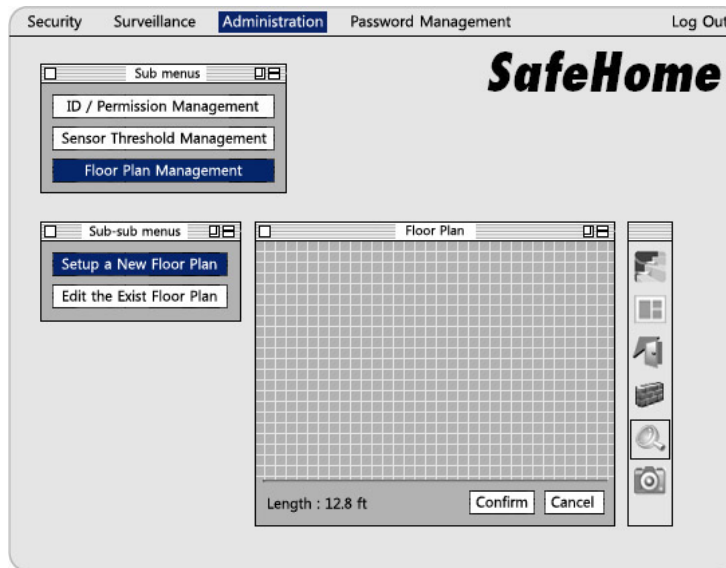 Security Surveillance Administration Password Management Log Out
SafeHome
Sub menus
ID / Permission Management
Sensor Threshold Management
Floor Plan Management
Sub-sub menus
Setup a New Floor Plan
Edit the Exist Floor Plan
Floor Plan
Length : 12.8 ft Confirm Cancel